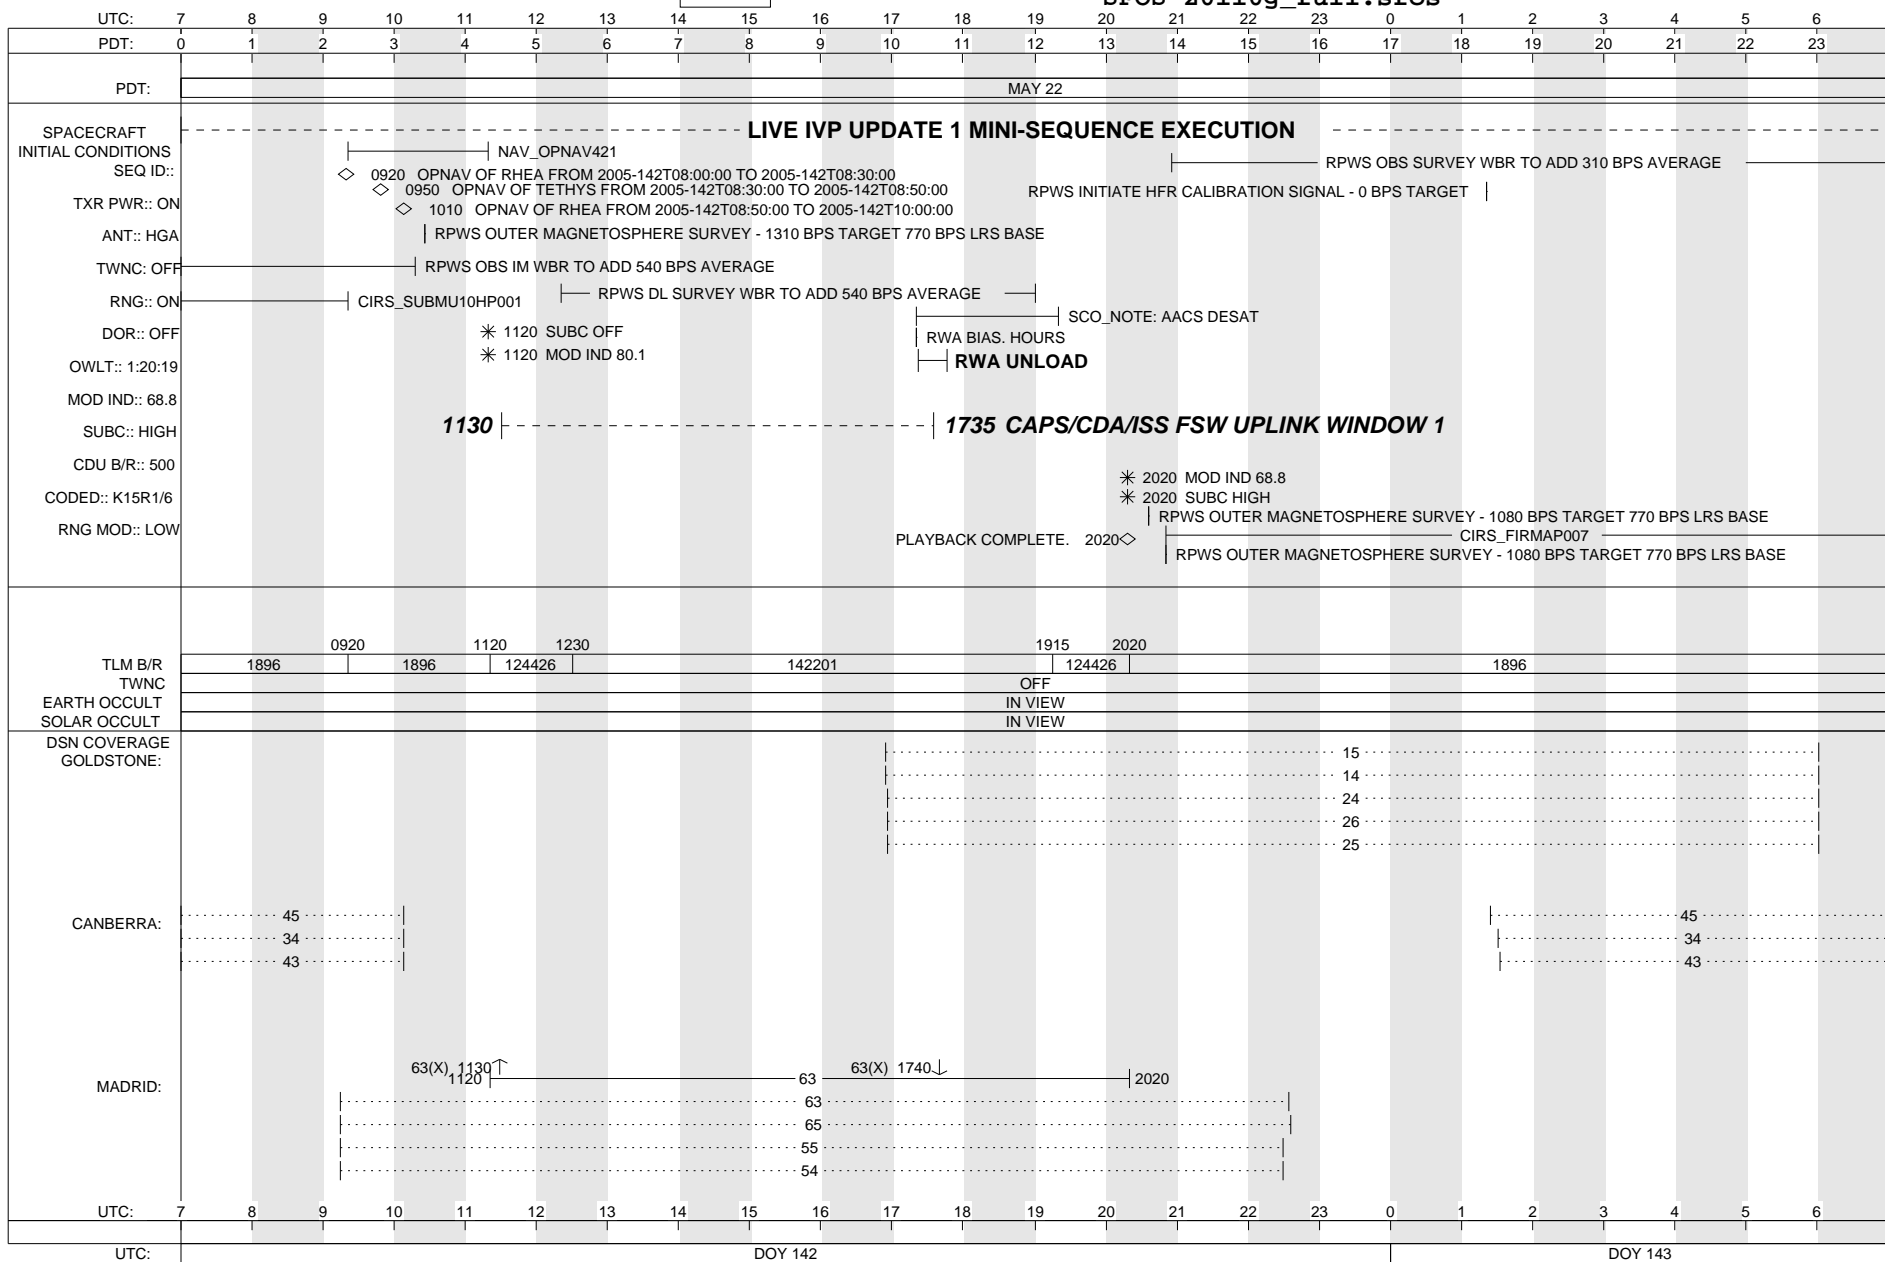 UTC: 7 8 9 10 11 12 13 14 15 16 17 18 19 20 21 22 23 0 1 2 3 4 5 6
PDT: 0 1 2 3 4 5 6 7 8 9 10 11 12 13 14 15 16 17 18 19 20 21 22 23
PDT: MAY 22
SPACECRAFT LIVE IVP UPDATE 1 MINI-SEQUENCE EXECUTION
INITIAL CONDITIONS NAV_OPNAV421
RPWS OBS SURVEY WBR TO ADD 310 BPS AVERAGE
SEQ ID:: 0920 OPNAV OF RHEA FROM 2005-142T08:00:00 TO 2005-142T08:30:00
0950 OPNAV OF TETHYS FROM 2005-142T08:30:00 TO 2005-142T08:50:00
RPWS INITIATE HFR CALIBRATION SIGNAL - 0 BPS TARGET
TXR PWR:: ON 1010 OPNAV OF RHEA FROM 2005-142T08:50:00 TO 2005-142T10:00:00
ANT:: HGA RPWS OUTER MAGNETOSPHERE SURVEY - 1310 BPS TARGET 770 BPS LRS BASE
TWNC: OFF RPWS OBS IM WBR TO ADD 540 BPS AVERAGE
RNG:: ON CIRS_SUBMU10HP001 RPWS DL SURVEY WBR TO ADD 540 BPS AVERAGE
SCO_NOTE: AACS DESAT
DOR:: OFF 1120 SUBC OFF RWA BIAS. HOURS
1120 MOD IND 80.1
OWLT:: 1:20:19 RWA UNLOAD
MOD IND:: 68.8
SUBC:: HIGH 1130 1735 CAPS/CDA/ISS FSW UPLINK WINDOW 1
CDU B/R:: 500
2020 MOD IND 68.8
CODED:: K15R1/6 2020 SUBC HIGH
RPWS OUTER MAGNETOSPHERE SURVEY - 1080 BPS TARGET 770 BPS LRS BASE
RNG MOD:: LOW
PLAYBACK COMPLETE. 2020 CIRS_FIRMAP007
RPWS OUTER MAGNETOSPHERE SURVEY - 1080 BPS TARGET 770 BPS LRS BASE
0920 1120 1230 1915 2020
TLM B/R 1896 1896 124426 142201 124426 1896
TWNC OFF
EARTH OCCULT IN VIEW
SOLAR OCCULT IN VIEW
DSN COVERAGE
GOLDSTONE: 15
14
24
26
25
CANBERRA: 45 45
34 34
43 43
63(X) 1130 63(X) 1740
MADRID: 1120 63 2020
63
65
55
54
UTC: 7 8 9 10 11 12 13 14 15 16 17 18 19 20 21 22 23 0 1 2 3 4 5 6
UTC: DOY 142 DOY 143